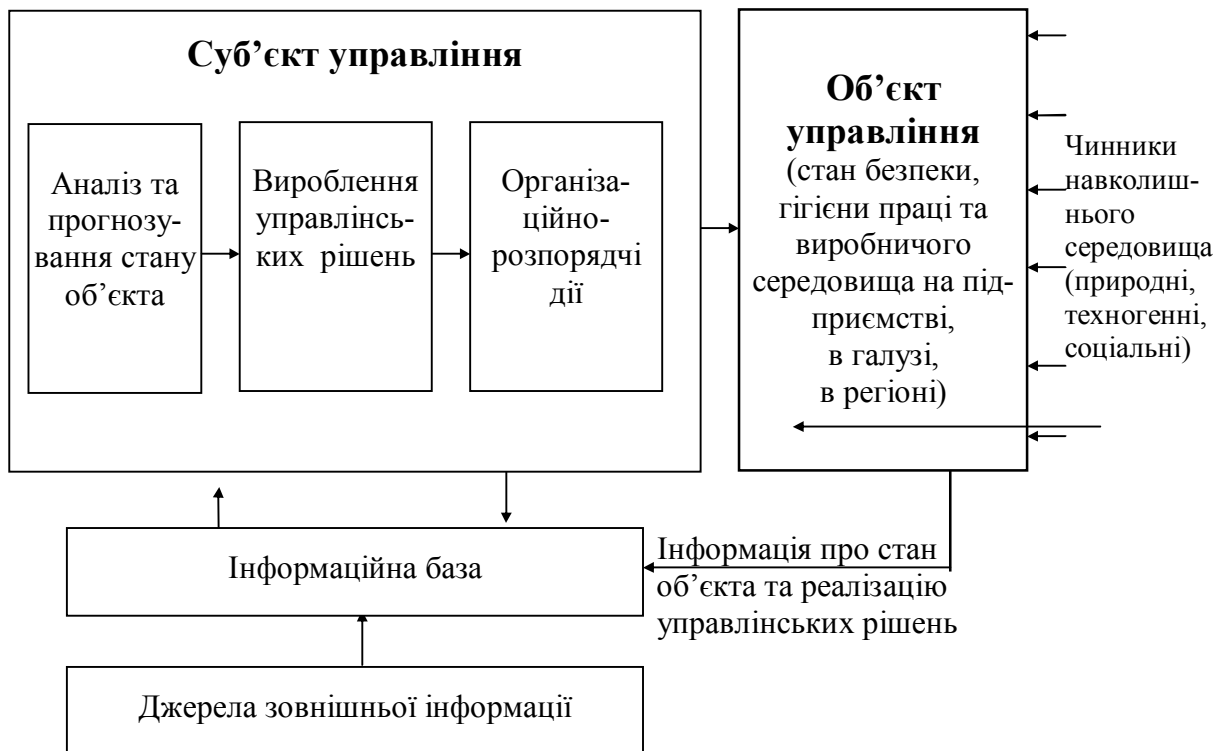 Суб’єкт управління
Аналіз та
прогнозу-
вання стану
об’єкта
Вироблення
управлінсь-
ких рішень
Організа-
ційно-
розпорядчі
дії
Об’єкт
управління
(стан безпеки,
гігієни праці та
виробничого
середовища на під-
приємстві,
в галузі,
в регіоні)
Чинники
навколиш-
нього
середовища
(природні,
техногенні,
соціальні)
Інформаційна база
Інформація про стан
об’єкта та реалізацію
управлінських рішень
Джерела зовнішньої інформації